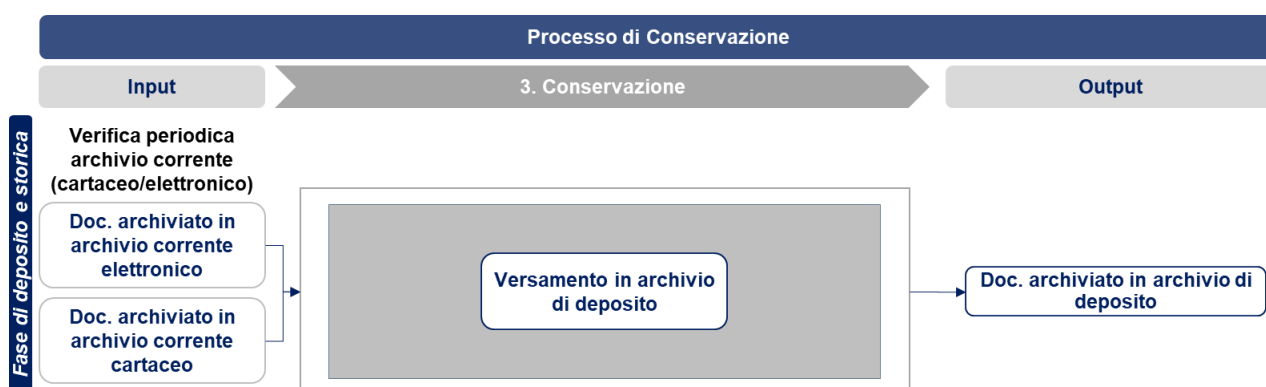 Processo di Conservazione
Input
3. Conservazione
Output
Fase di deposito e storica
Verifica periodica
archivio corrente
(cartaceo/elettronico)
Doc. archiviato in
archivio corrente
elettronico
Doc. archiviato in
archivio corrente
cartaceo
Versamento in archivio
di deposito
Doc. archiviato in archivio di
deposito